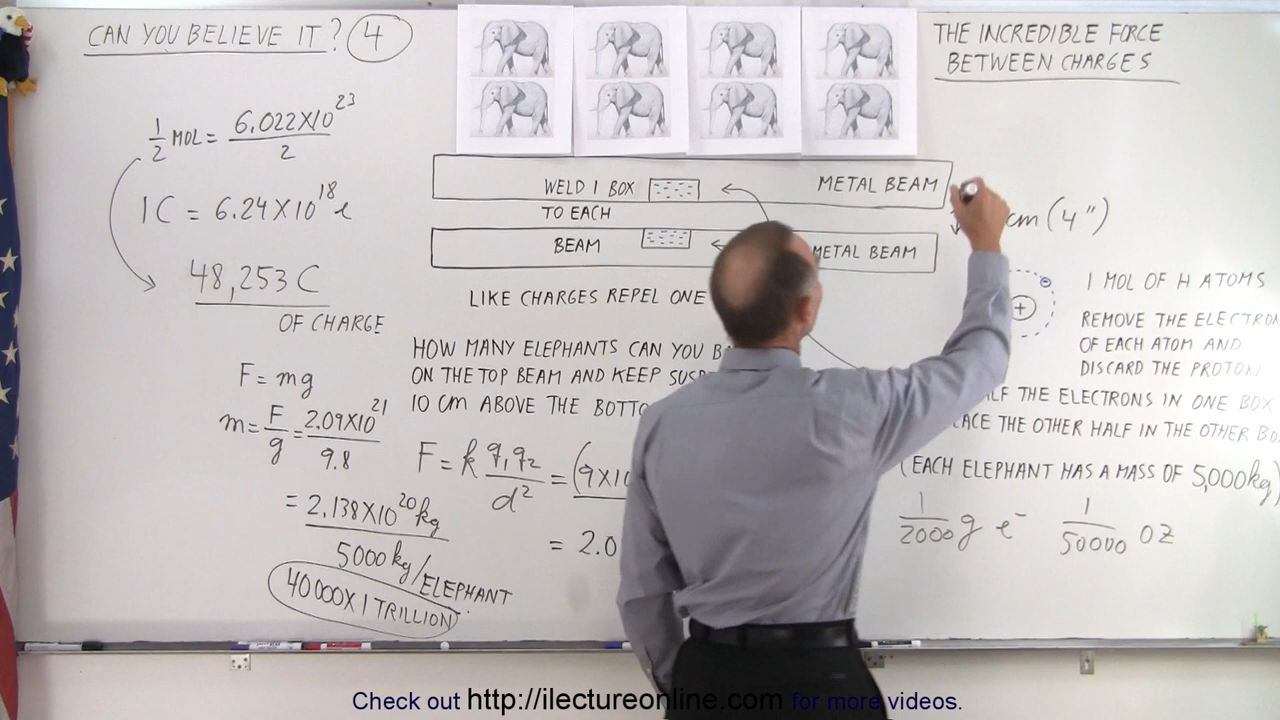 CAN YOU BELIEVE IT? 4
THE INCREDIBLE FORCE
BETWEEN CHARGES
1/2 MOL = 6.022X10^23 / 2
1C = 6.24X10^18 e
48,253 C
OF CHARGE
F = mg
m = F/g = 2.09X10^21 / 9.8
= 2.138X10^20 kg
5000 kg/ELEPHANT
40000X1 TRILLION
WELD 1 BOX
METAL BEAM
TO EACH
BEAM
METAL BEAM
cm (4")
LIKE CHARGES REPEL ONE
HOW MANY ELEPHANTS CAN YOU
ON THE TOP BEAM AND KEEP
10 CM ABOVE THE
F = k q1q2 / d^2 = (9X10
= 2.0
+
1 MOL OF H ATOMS
REMOVE THE
OF EACH ATOM AND
DISCARD THE PROTON
THE ELECTRONS IN ONE BOX
THE OTHER HALF IN THE OTHER
(EACH ELEPHANT HAS A MASS OF 5,000kg)
1/2000 g e^- 1/50000 OZ
Check out http://ilectureonline.com for more videos.